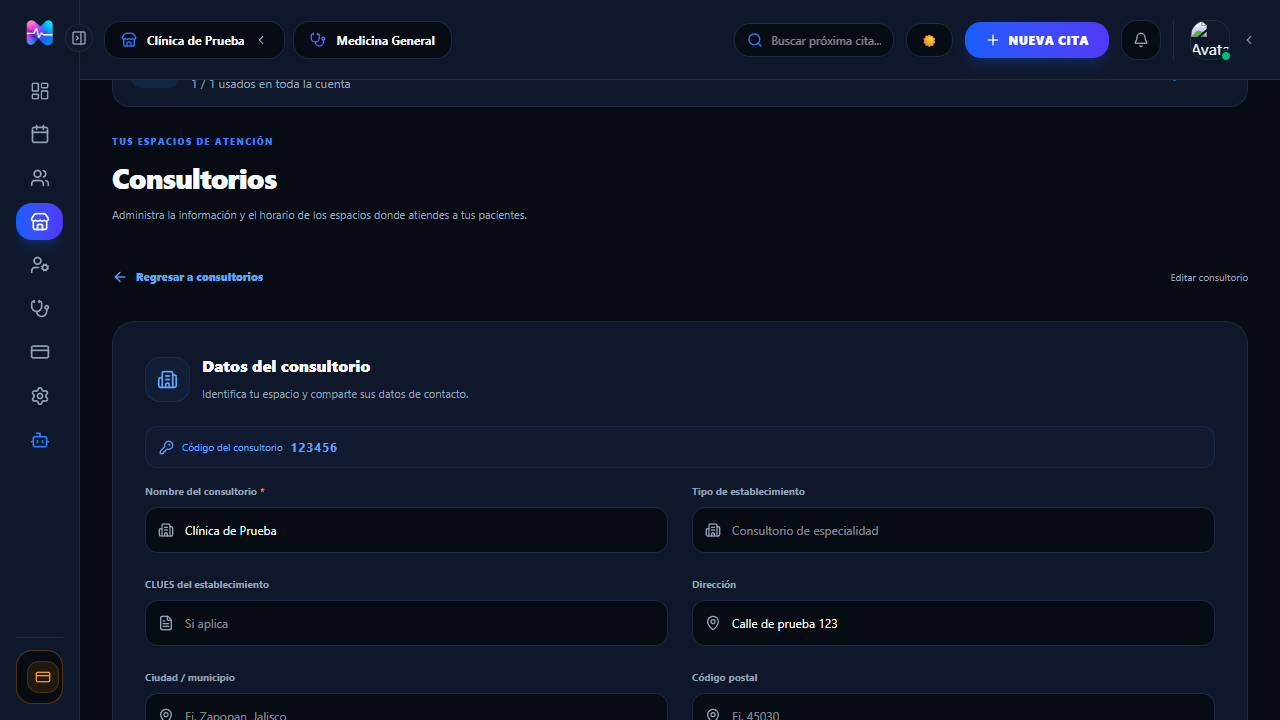 Clínica de Prueba
Medicina General
Buscar próxima cita...
NUEVA CITA
Avata
1 / 1 usados en toda la cuenta
TUS ESPACIOS DE ATENCIÓN
Consultorios
Administra la información y el horario de los espacios donde atiendes a tus pacientes.
Regresar a consultorios
Editar consultorio
Datos del consultorio
Identifica tu espacio y comparte sus datos de contacto.
Código del consultorio 123456
Nombre del consultorio *
Tipo de establecimiento
Clínica de Prueba
Consultorio de especialidad
CLUES del establecimiento
Dirección
Si aplica
Calle de prueba 123
Ciudad / municipio
Código postal
Ej. Zapopan, Jalisco
Ej. 45030